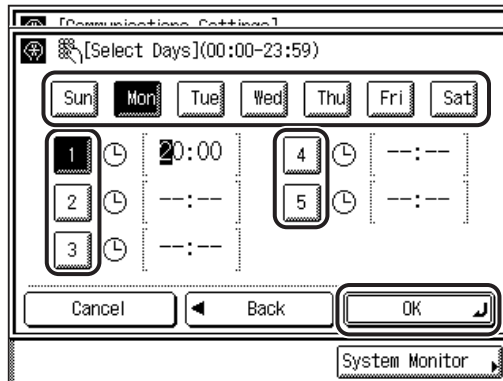 [Communications Settings]
[Select Days](00:00-23:59)
Sun Mon Tue Wed Thu Fri Sat
1 20:00 4 --:--
2 --:-- 5 --:--
3 --:--
Cancel Back OK
System Monitor